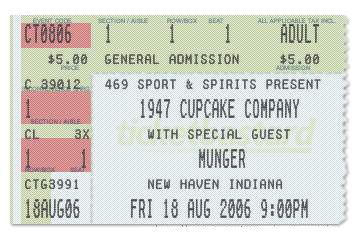 EVENT CODE SECTION / AISLE ROW/BOX SEAT ALL APPLICABLE TAX INCL.
CT0806 1 1 1 ADULT
$5.00 GENERAL ADMISSION $5.00
PRICE ADMISSION
C 39012 469 SPORT & SPIRITS PRESENT
1 1947 CUPCAKE COMPANY
SECTION / AISLE
CL 3X WITH SPECIAL GUEST
1 1 MUNGER
CTG3991 NEW HAVEN INDIANA
18AUG06 FRI 18 AUG 2006 9:00PM